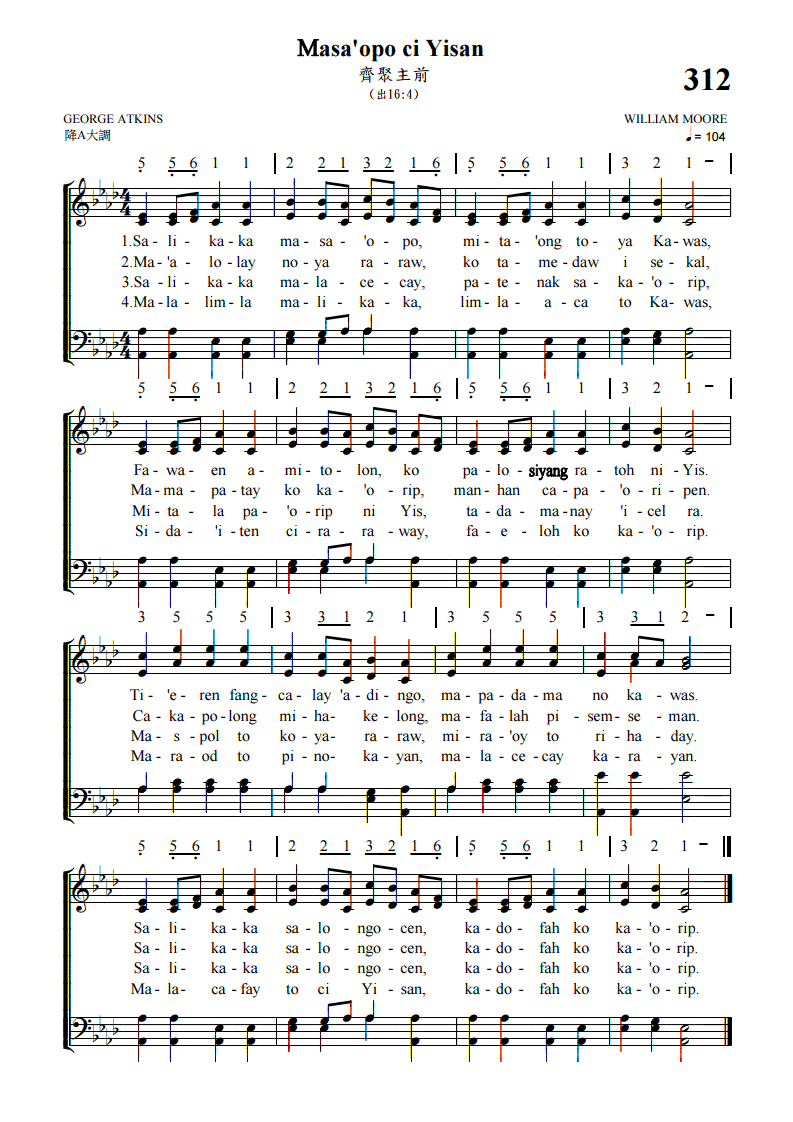 Masa'opo ci Yisan
齊聚主前
(出16:4)
312
GEORGE ATKINS
WILLIAM MOORE
降A大調
♩= 104
5 5 6 1 1 | 2 2 1 3 2 1 6 | 5 5 6 1 1 | 3 2 1 – |
1.Sa - li - ka - ka ma - sa - 'o - po, mi - ta - 'ong to - ya Ka - was,
2.Ma - 'a - lo - lay no - ya ra - raw, ko ta - me - daw i se - kal,
3.Sa - li - ka - ka ma - la - ce - cay, pa - te - nak sa - ka - 'o - rip,
4.Ma - la - lim - la ma - li - ka - ka, lim - la - a - ca to Ka - was,
5 5 6 1 1 | 2 2 1 3 2 1 6 | 5 5 6 1 1 | 3 2 1 – |
Fa - wa - en a - mi - to - lon, ko pa - lo - siyang ra - toh ni - Yis.
Ma - ma - pa - tay ko ka - 'o - rip, man - han ca - pa - 'o - ri - pen.
Mi - ta - la pa - 'o - rip ni Yis, ta - da - ma - nay 'i - cel ra.
Si - da - 'i - ten ci - ra - ra - way, fa - e - loh ko ka - 'o - rip.
3 5 5 5 | 3 3 1 2 1 | 3 5 5 5 | 3 3 1 2 – |
Ti - 'e - ren fang - ca - lay 'a - di - ngo, ma - pa - da - ma no ka - was.
Ca - ka - po - long mi - ha - ke - long, ma - fa - lah pi - sem - se - man.
Ma - s - pol to ko - ya - ra - raw, mi - ra - 'oy to ri - ha - day.
Ma - ra - od to pi - no - ka - yan, ma - la - ce - cay ka - ra - yan.
5 5 6 1 1 | 2 2 1 3 2 1 6 | 5 5 6 1 1 | 3 2 1 – ‖
Sa - li - ka - ka sa - lo - ngo - cen, ka - do - fah ko ka - 'o - rip.
Sa - li - ka - ka sa - lo - ngo - cen, ka - do - fah ko ka - 'o - rip.
Sa - li - ka - ka sa - lo - ngo - cen, ka - do - fah ko ka - 'o - rip.
Ma - la - ca - fay to ci Yi - san, ka - do - fah ko ka - 'o - rip.